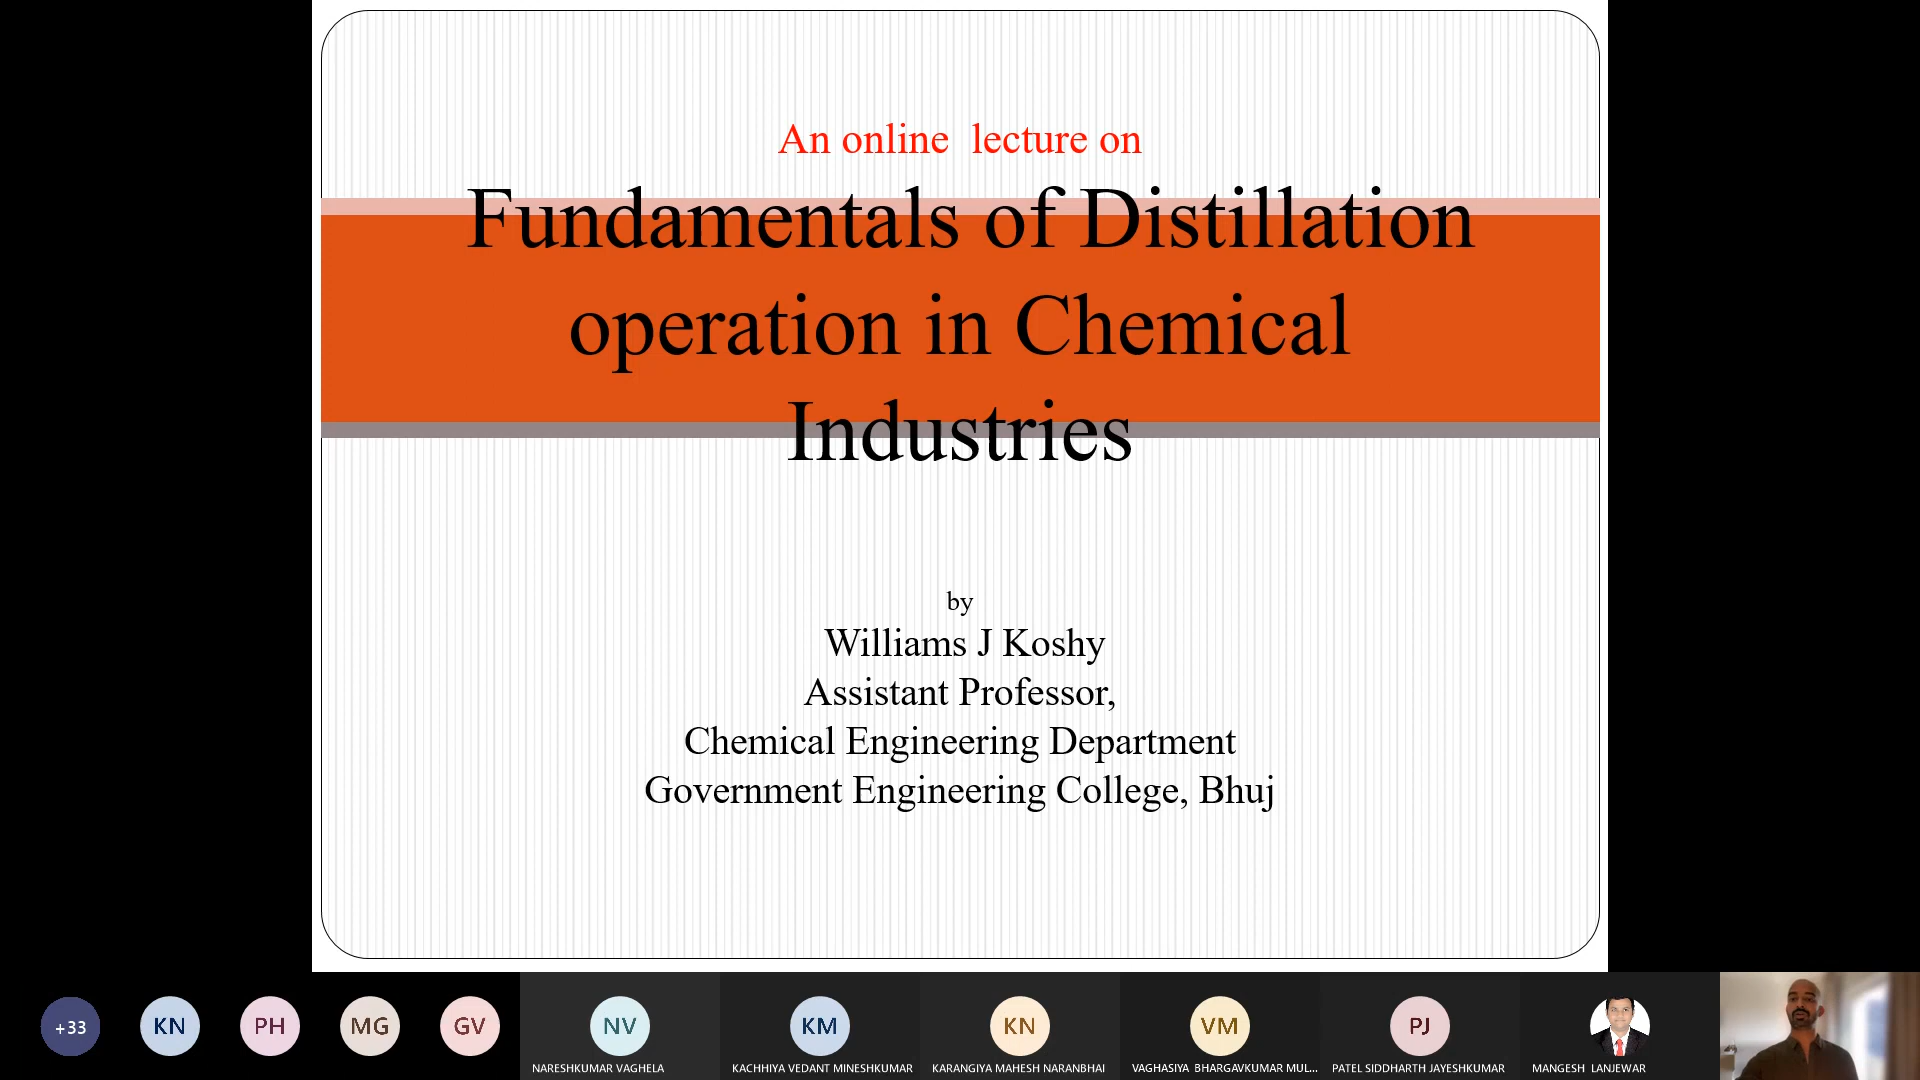 An online  lecture on
Fundamentals of Distillation
operation in Chemical
Industries
by
Williams J Koshy
Assistant Professor,
Chemical Engineering Department
Government Engineering College, Bhuj
+33
KN
PH
MG
GV
NV
KM
KN
VM
PJ
NARESHKUMAR VAGHELA
KACHHIYA VEDANT MINESHKUMAR
KARANGIYA MAHESH NARANBHAI
VAGHASIYA  BHARGAVKUMAR MUL...
PATEL SIDDHARTH JAYESHKUMAR
MANGESH  LANJEWAR